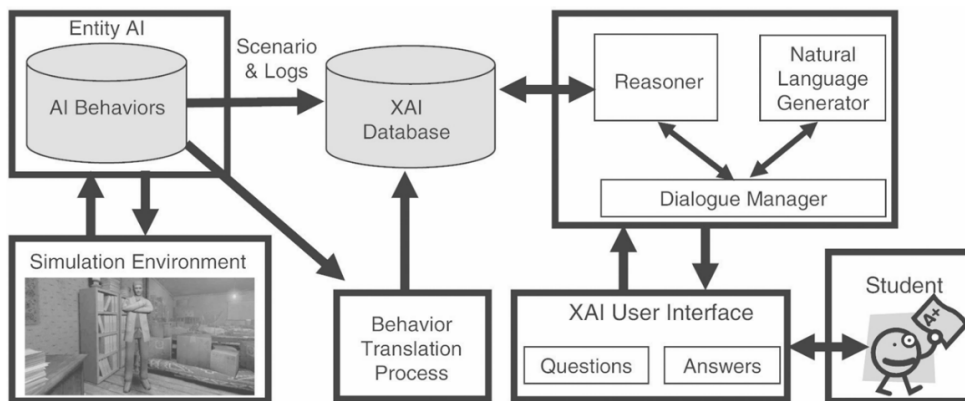 Entity AI
AI Behaviors
Scenario
& Logs
XAI
Database
Reasoner
Natural
Language
Generator
Dialogue Manager
Simulation Environment
Behavior
Translation
Process
XAI User Interface
Questions
Answers
Student
A+